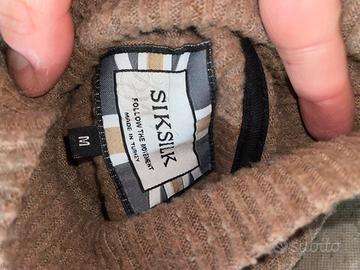 SIKSILK
FOLLOW THE MOVEMENT
MADE IN TURKEY
M
subito